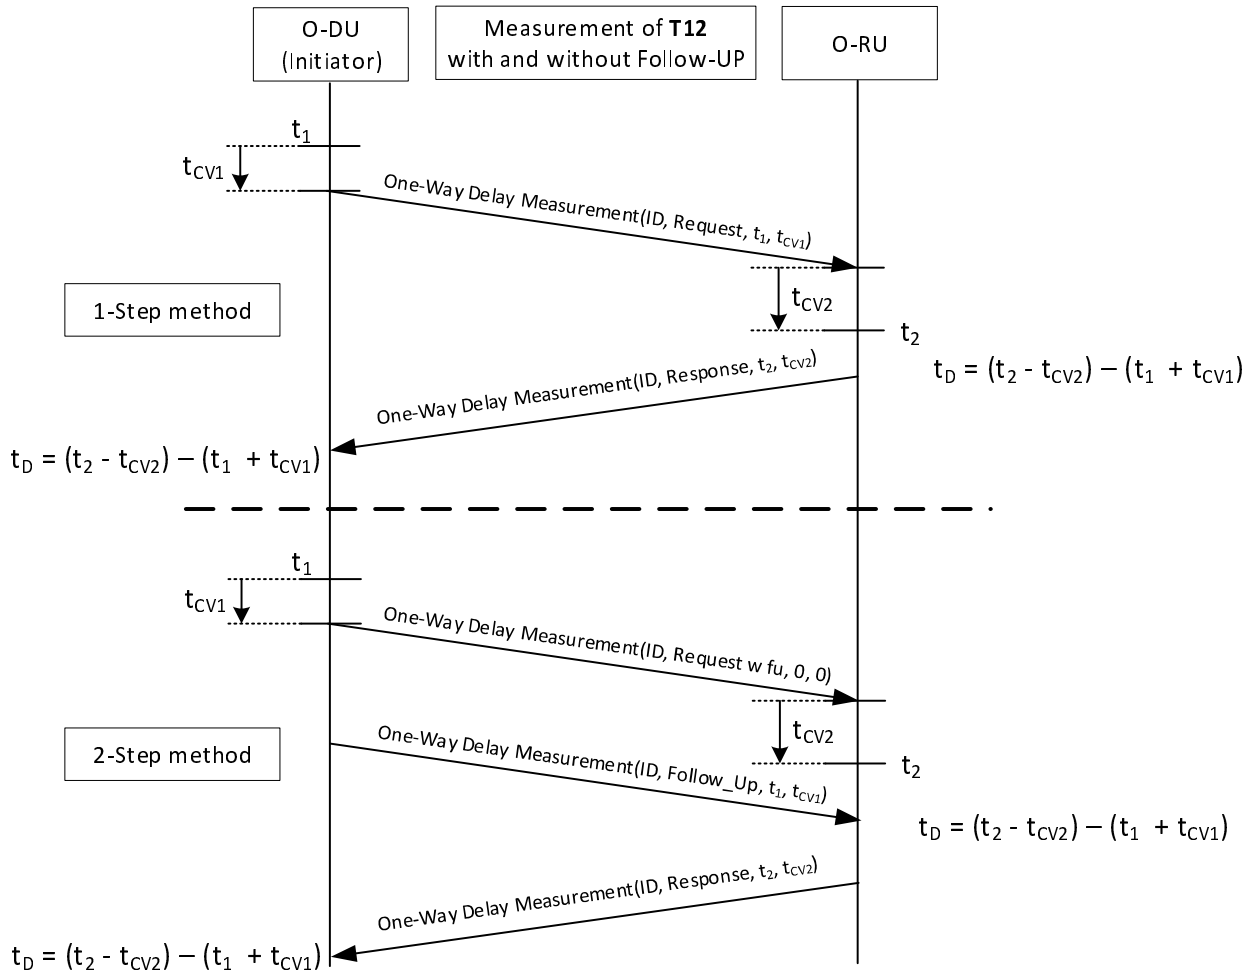 O-DU
(Initiator)
Measurement of T12
with and without Follow-UP
O-RU
t1
tCV1
One-Way Delay Measurement(ID, Request, t1, tCV1)
1-Step method
tCV2
t2
tD = (t2 - tCV2) – (t1 + tCV1)
One-Way Delay Measurement(ID, Response, t2, tCV2)
tD = (t2 - tCV2) – (t1 + tCV1)
t1
tCV1
One-Way Delay Measurement(ID, Request w fu, 0, 0)
2-Step method
tCV2
t2
One-Way Delay Measurement(ID, Follow_Up, t1, tCV1)
tD = (t2 - tCV2) – (t1 + tCV1)
One-Way Delay Measurement(ID, Response, t2, tCV2)
tD = (t2 - tCV2) – (t1 + tCV1)